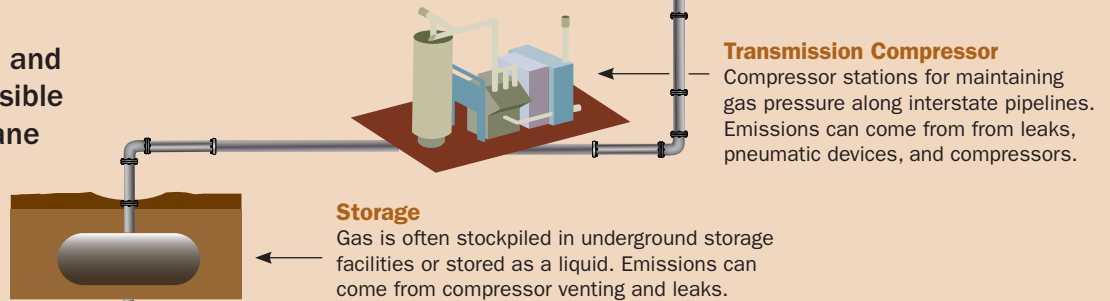 and
sible
ane
Transmission Compressor
Compressor stations for maintaining
gas pressure along interstate pipelines.
Emissions can come from from leaks,
pneumatic devices, and compressors.
Storage
Gas is often stockpiled in underground storage
facilities or stored as a liquid. Emissions can
come from compressor venting and leaks.